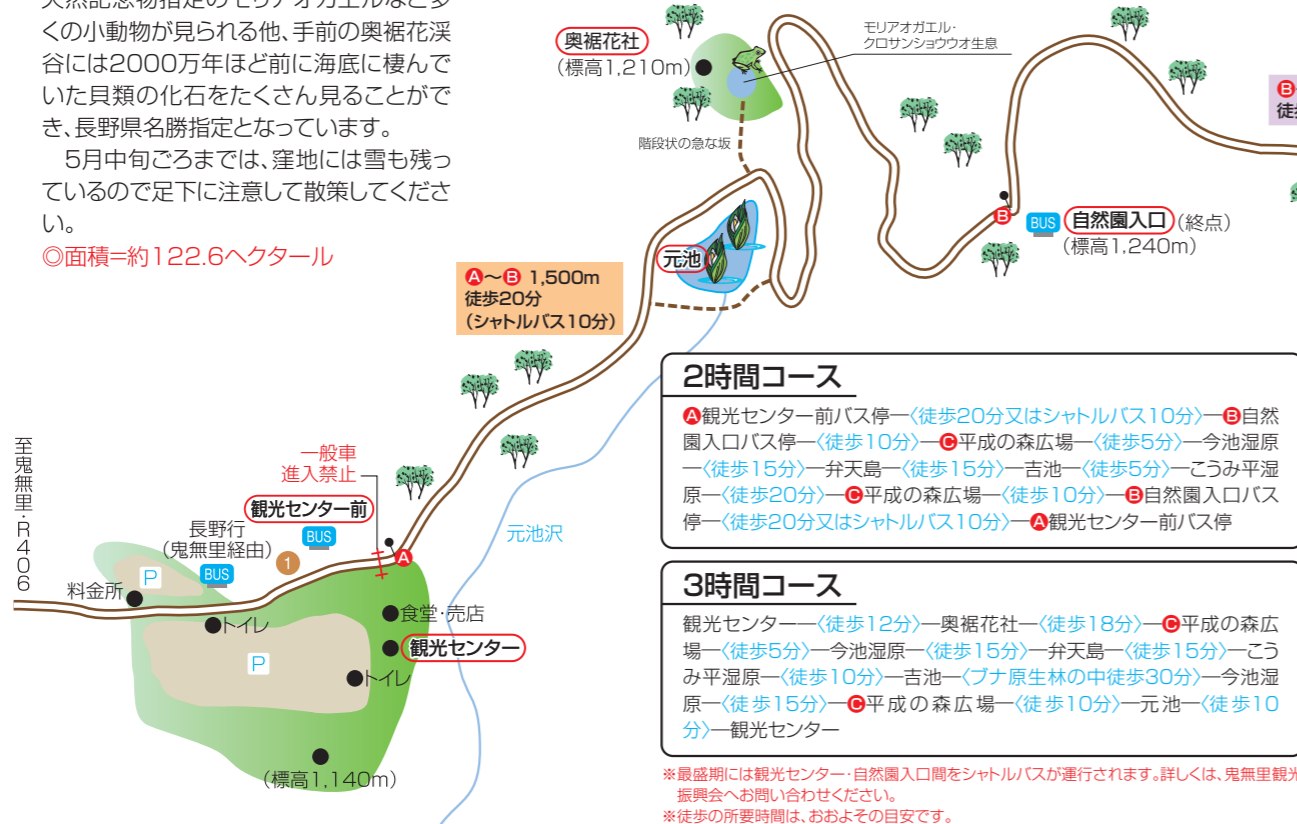 天然記念物指定のモリアオガエルなど多
くの小動物が見られる他、手前の奥裾花渓
谷には2000万年ほど前に海底に棲んで
いた貝類の化石をたくさん見ることがで
き、長野県名勝指定となっています。
　5月中旬ごろまでは、窪地には雪も残っ
ているので足下に注意して散策してくださ
い。
◎面積=約122.6ヘクタール
奥裾花社
(標高1,210m)
モリアオガエル・
クロサンショウウオ生息
階段状の急な坂
元池
B
徒
B
BUS 自然園入口 (終点)
(標高1,240m)
A〜B 1,500m
徒歩20分
(シャトルバス10分)
至鬼無里・R406
一般車
進入禁止
観光センター前
BUS
長野行
(鬼無里経由)
BUS
1
A
元池沢
料金所
P
トイレ
食堂・売店
観光センター
P
トイレ
(標高1,140m)
2時間コース
A観光センター前バス停―〈徒歩20分又はシャトルバス10分〉―B自然
園入口バス停―〈徒歩10分〉―C平成の森広場―〈徒歩5分〉―今池湿原
―〈徒歩15分〉―弁天島―〈徒歩15分〉―吉池―〈徒歩5分〉―こうみ平湿
原―〈徒歩20分〉―C平成の森広場―〈徒歩10分〉―B自然園入口バス
停―〈徒歩20分又はシャトルバス10分〉―A観光センター前バス停
3時間コース
観光センター―〈徒歩12分〉―奥裾花社―〈徒歩18分〉―C平成の森広
場―〈徒歩5分〉―今池湿原―〈徒歩15分〉―弁天島―〈徒歩15分〉―こう
み平湿原―〈徒歩10分〉―吉池―〈ブナ原生林の中徒歩30分〉―今池湿
原―〈徒歩15分〉―C平成の森広場―〈徒歩10分〉―元池―〈徒歩10
分〉―観光センター
※最盛期には観光センター・自然園入口間をシャトルバスが運行されます。詳しくは、鬼無里観光
振興会へお問い合わせください。
※徒歩の所要時間は、おおよその目安です。